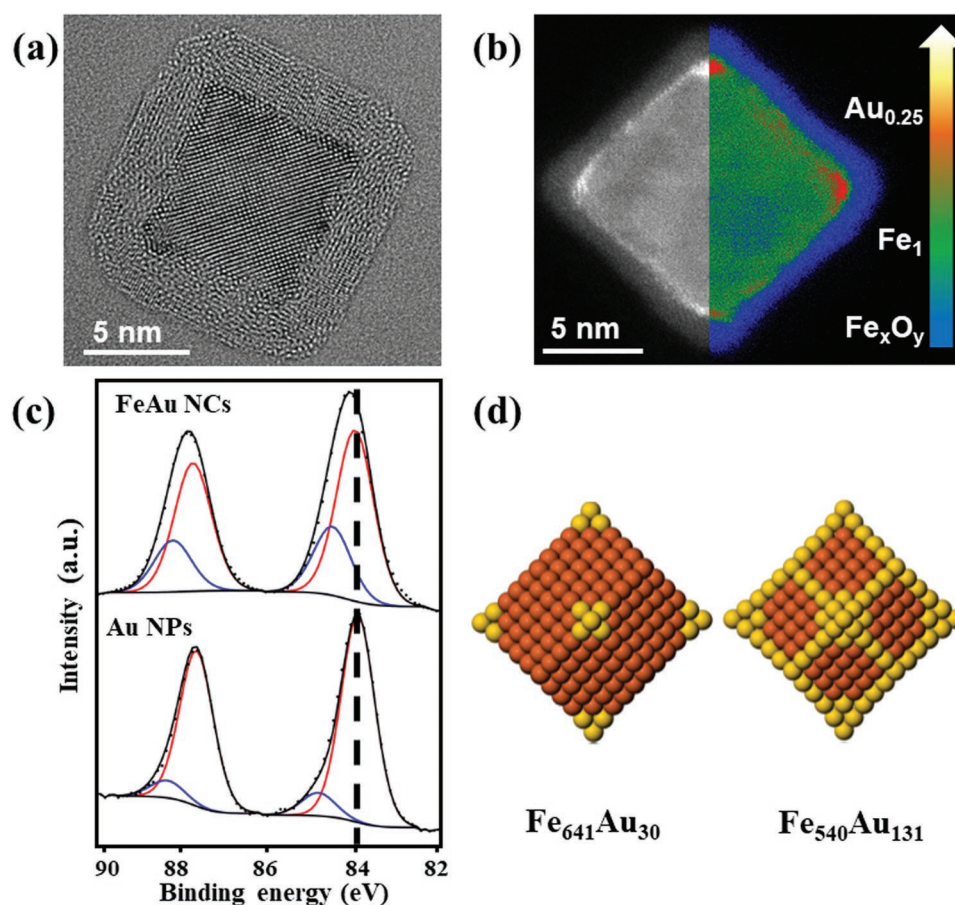 (a)
5 nm
(b)
Au0.25
Fe1
FexOy
5 nm
(c)
FeAu NCs
Au NPs
Intensity (a.u.)
90 88 86 84 82
Binding energy (eV)
(d)
Fe641Au30
Fe540Au131